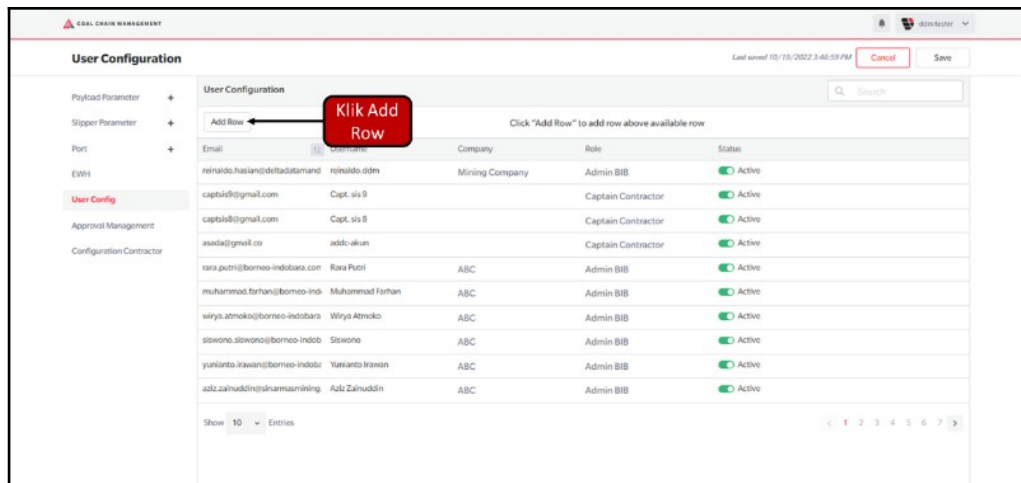 COAL CHAIN MANAGEMENT
ddm tester
User Configuration
Last saved 10/19/2022 3:46:59 PM
Cancel
Save
Payload Parameter +
Slipper Parameter +
Port +
EWH
User Config
Approval Management
Configuration Contractor
User Configuration
Search
Add Row
Klik Add
Row
Click "Add Row" to add row above available row
Email Username Company Role Status
reinaldo.hasian@deltadatamand reinaldo.ddm Mining Company Admin BIB Active
captsis9@gmail.com Capt. sis 9 Captain Contractor Active
captsis8@gmail.com Capt. sis 8 Captain Contractor Active
asada@gmail.co addc-akun Captain Contractor Active
rara.putri@borneo-indobara.con Rara Putri ABC Admin BIB Active
muhammad.farhan@borneo-ind Muhammad Farhan ABC Admin BIB Active
wirya.atmoko@borneo-indobara Wirya Atmoko ABC Admin BIB Active
siswono.siswono@borneo-indob Siswono ABC Admin BIB Active
yunianto.irawan@borneo-indoba Yunianto Irawan ABC Admin BIB Active
aziz.zainuddin@sinarmasmining. Aziz Zainuddin ABC Admin BIB Active
Show 10 Entries
< 1 2 3 4 5 6 7 >